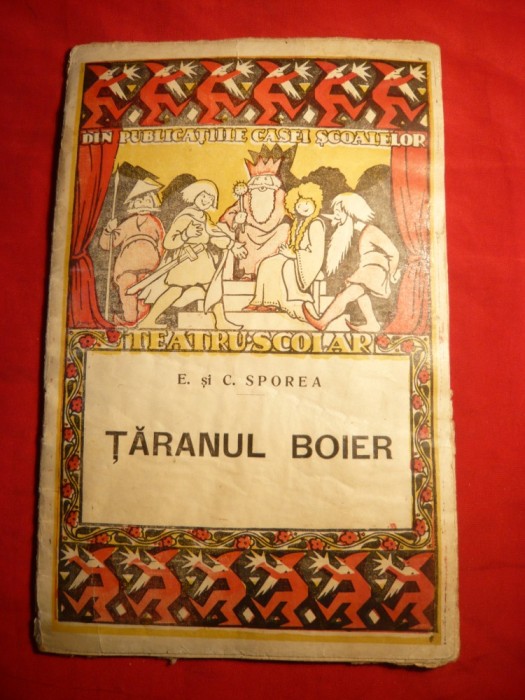 DIN PUBLICAȚIILE CASEI ȘCOALELOR
TEATRU·ȘCOLAR
E. și C. SPOREA
ȚĂRANUL BOIER